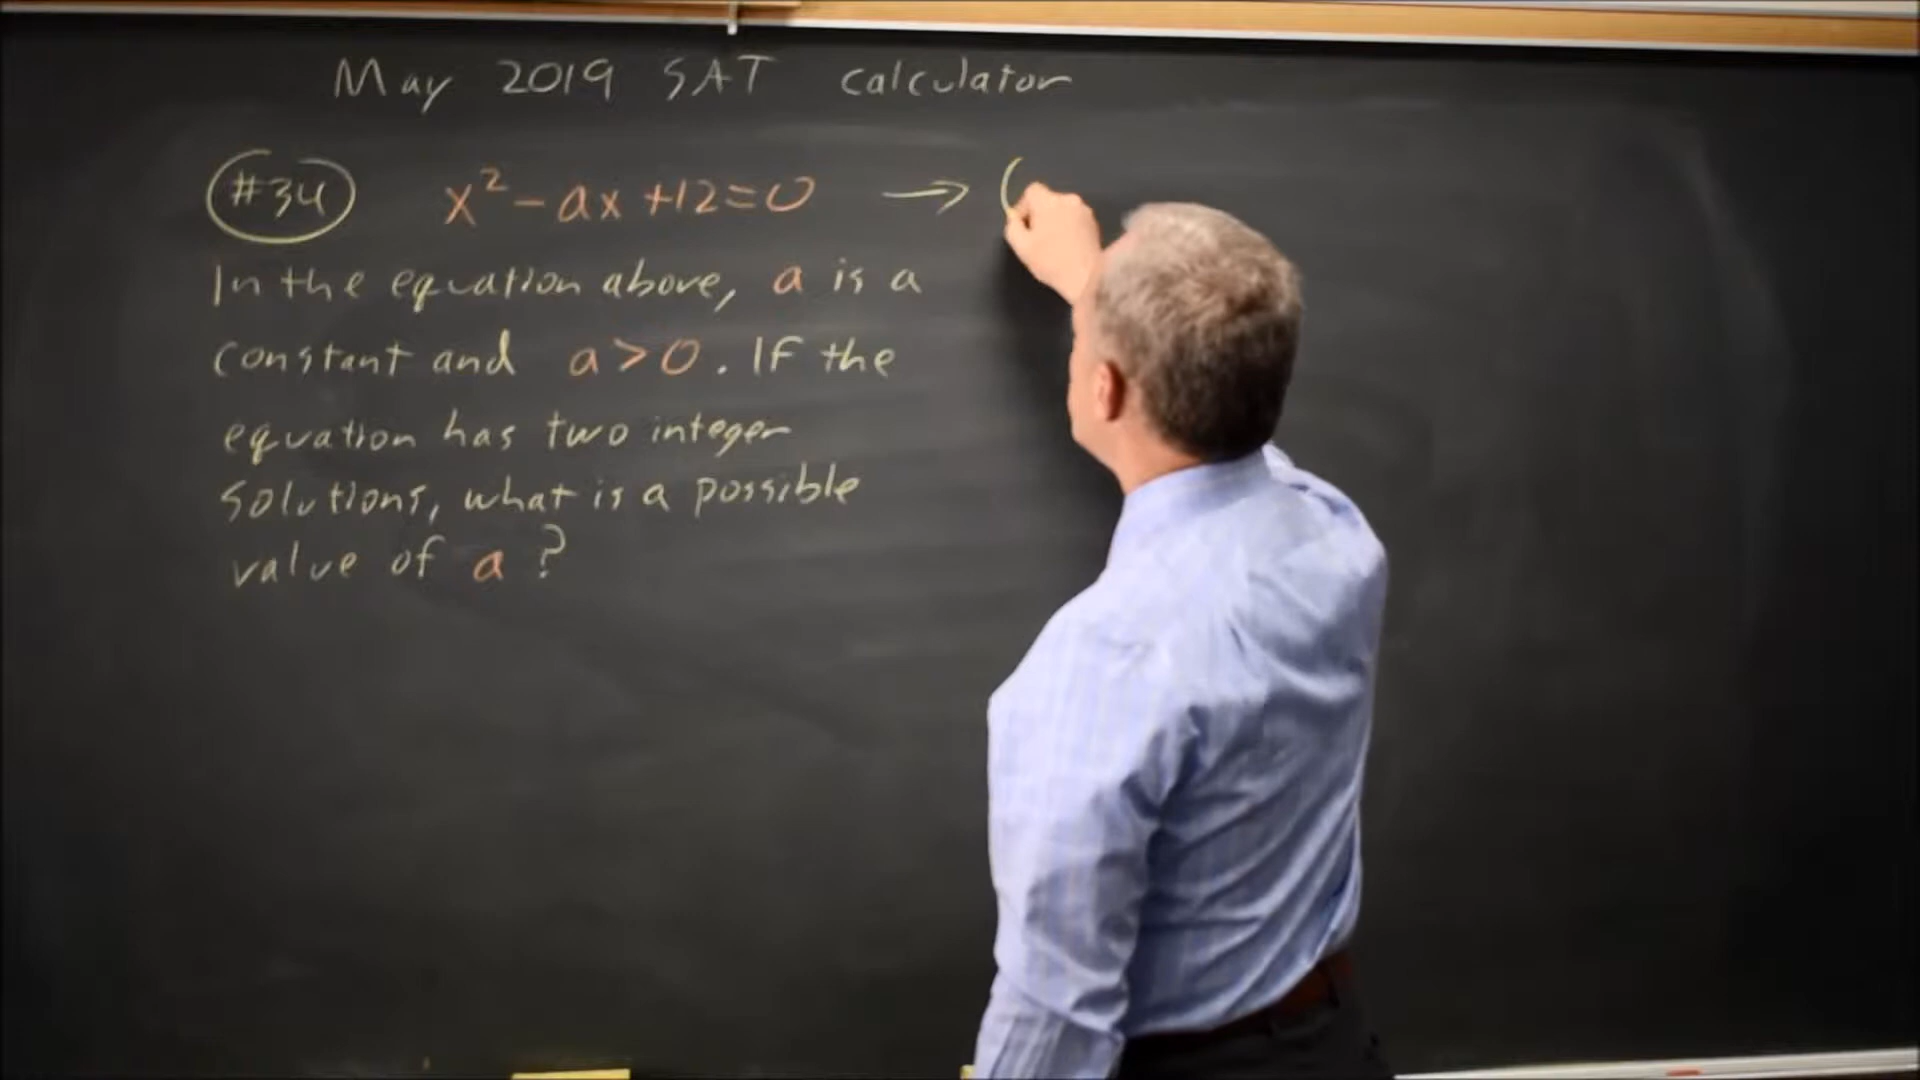 May 2019 SAT calculator
#34 x² - ax + 12 = 0 → (
In the equation above, a is a
constant and a > 0. If the
equation has two integer
solutions, what is a possible
value of a?